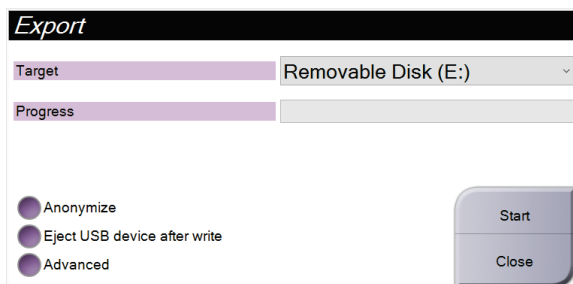 Export
Target
Removable Disk (E:)
Progress
Anonymize
Eject USB device after write
Advanced
Start
Close